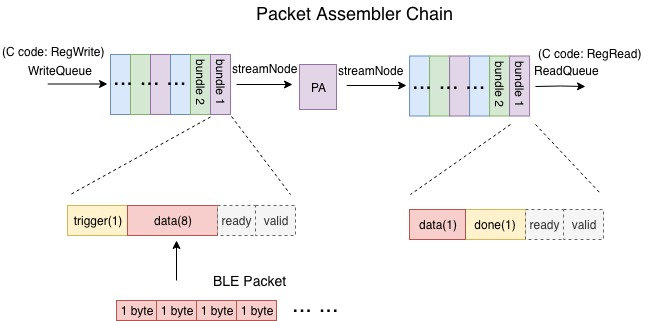 Packet Assembler Chain
(C code: RegWrite)
WriteQueue
... ... ...
bundle 2
bundle 1
streamNode
PA
streamNode
... ... ...
bundle 2
bundle 1
(C code: RegRead)
ReadQueue
trigger(1) data(8) ready valid
data(1) done(1) ready valid
BLE Packet
1 byte 1 byte 1 byte 1 byte ... ...